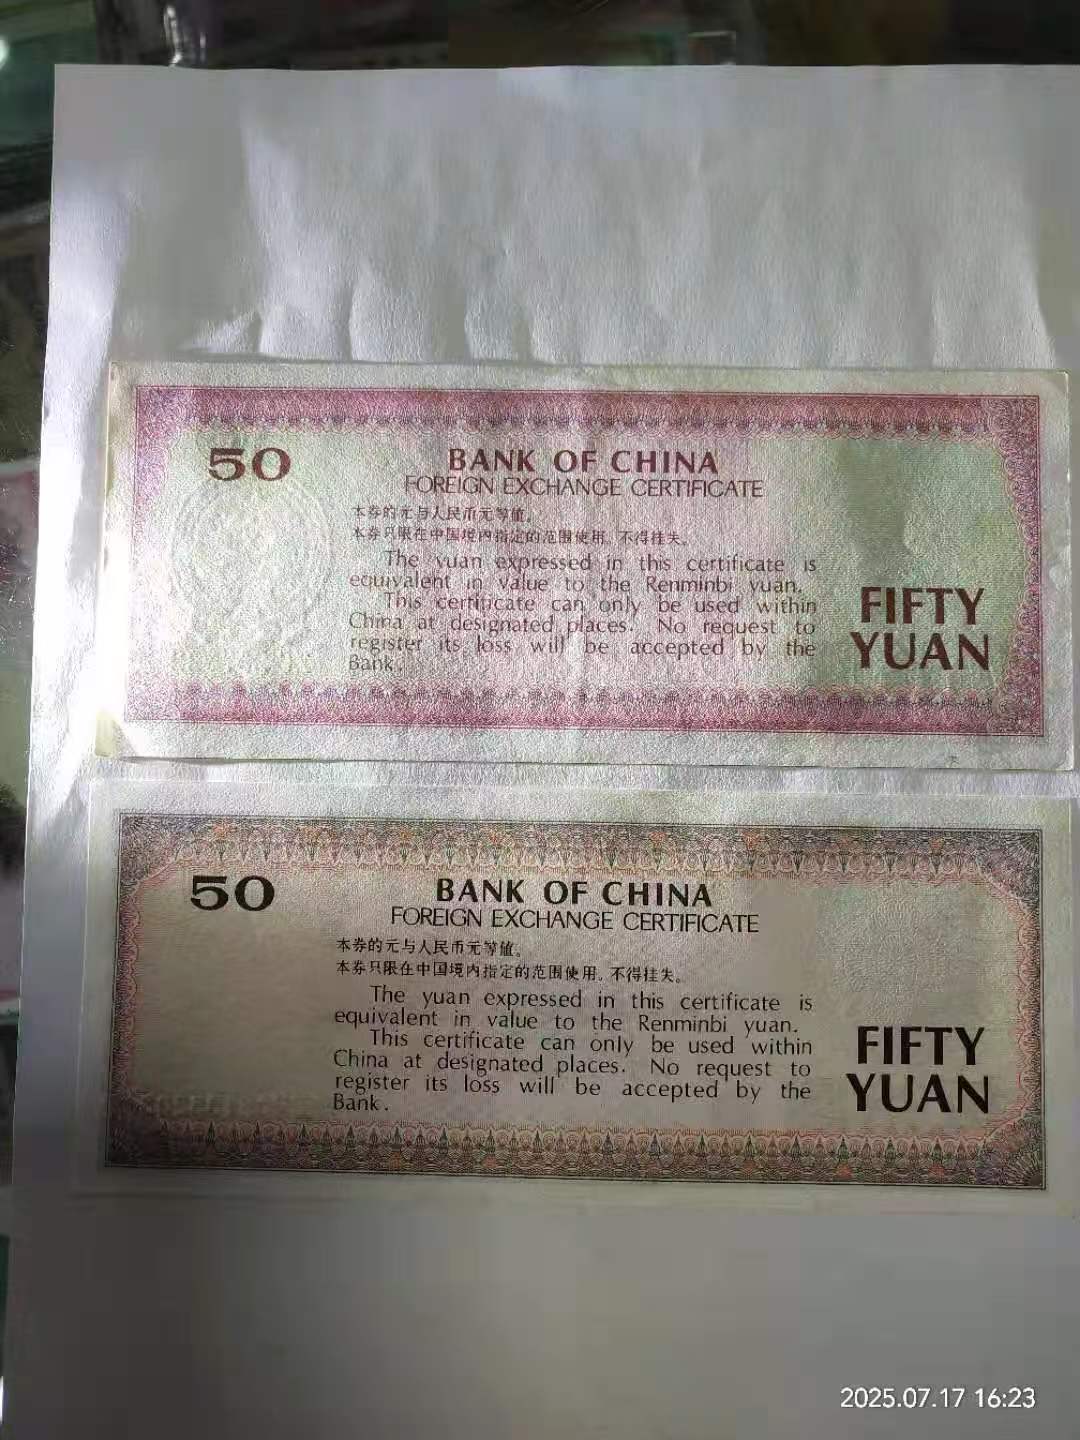 50
BANK OF CHINA
FOREIGN EXCHANGE CERTIFICATE
本券的元与人民币元等值。
本券只限在中国境内指定的范围使用，不得挂失。
The yuan expressed in this certificate is
equivalent in value to the Renminbi yuan.
This certificate can only be used within
China at designated places. No request to
register its loss will be accepted by the
Bank.
FIFTY
YUAN
50
BANK OF CHINA
FOREIGN EXCHANGE CERTIFICATE
本券的元与人民币元等值。
本券只限在中国境内指定的范围使用，不得挂失。
The yuan expressed in this certificate is
equivalent in value to the Renminbi yuan.
This certificate can only be used within
China at designated places. No request to
register its loss will be accepted by the
Bank.
FIFTY
YUAN
2025.07.17 16:23